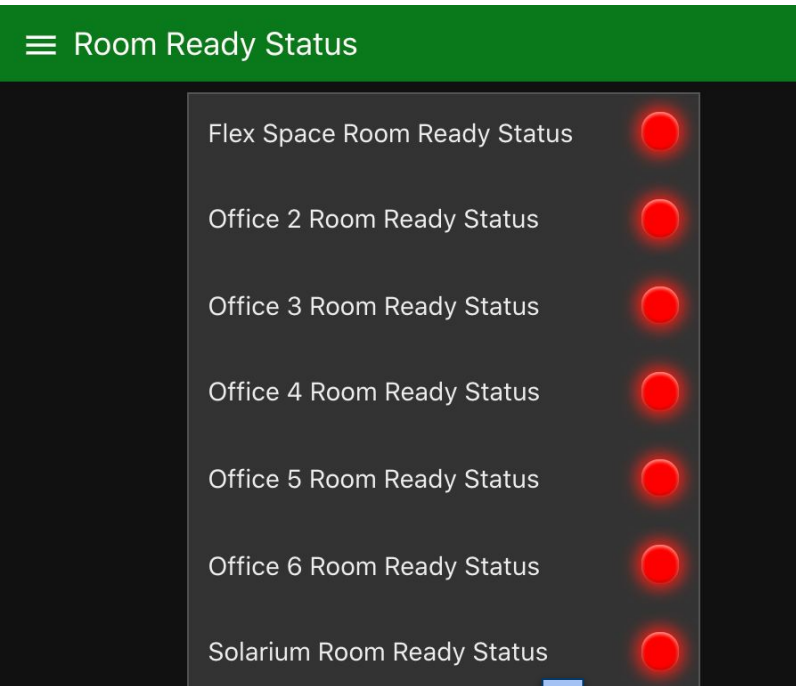 Room Ready Status
Flex Space Room Ready Status
Office 2 Room Ready Status
Office 3 Room Ready Status
Office 4 Room Ready Status
Office 5 Room Ready Status
Office 6 Room Ready Status
Solarium Room Ready Status